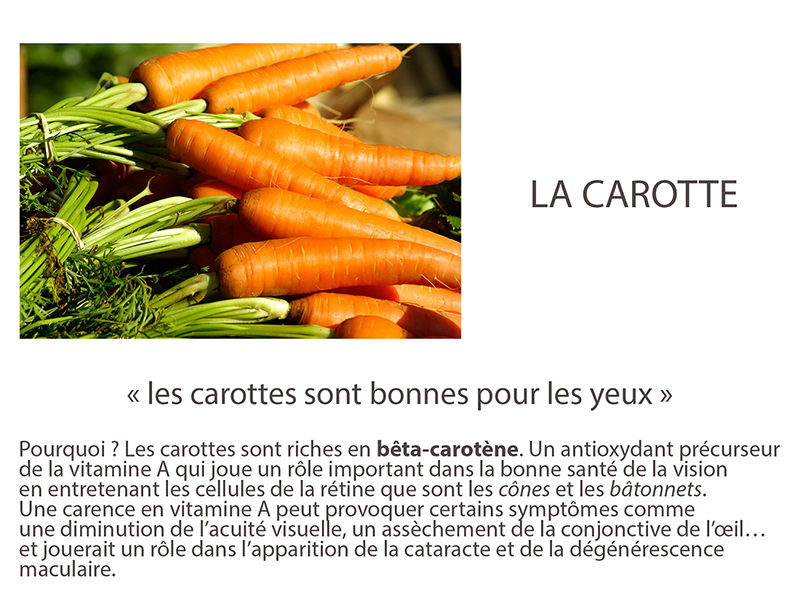 LA CAROTTE
« les carottes sont bonnes pour les yeux »
Pourquoi ? Les carottes sont riches en bêta-carotène. Un antioxydant précurseur
de la vitamine A qui joue un rôle important dans la bonne santé de la vision
en entretenant les cellules de la rétine que sont les cônes et les bâtonnets.
Une carence en vitamine A peut provoquer certains symptômes comme
une diminution de l’acuité visuelle, un assèchement de la conjonctive de l’œil…
et jouerait un rôle dans l’apparition de la cataracte et de la dégénérescence
maculaire.